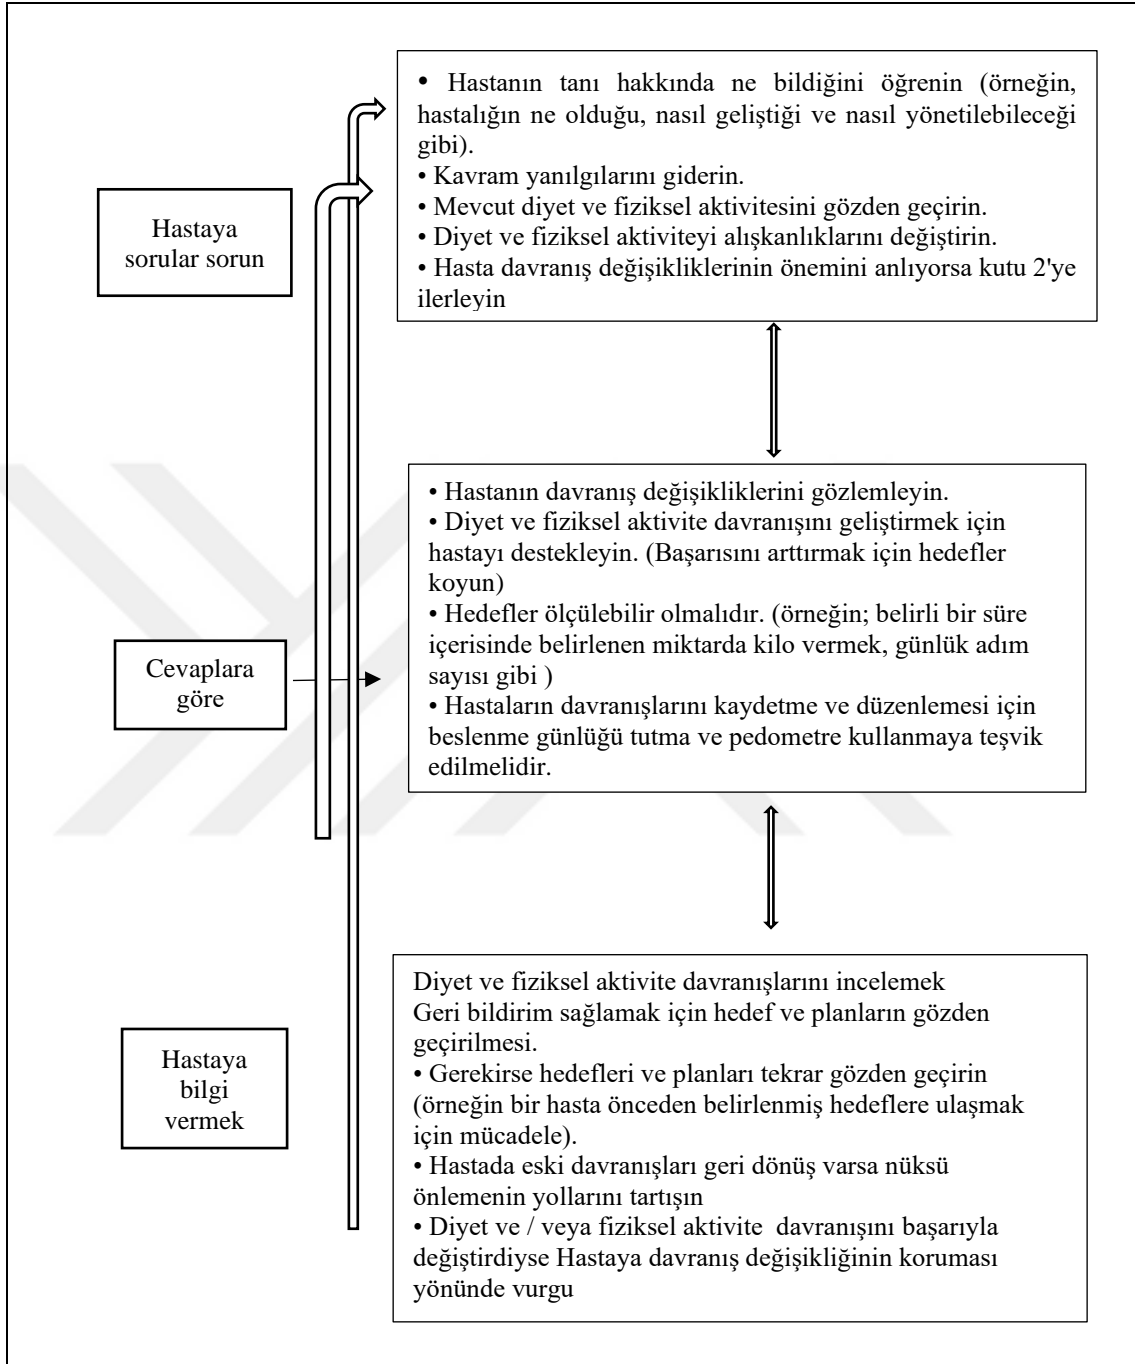 Hastaya
sorular sorun
• Hastanın tanı hakkında ne bildiğini öğrenin (örneğin,
hastalığın ne olduğu, nasıl geliştiği ve nasıl yönetilebileceği
gibi).
• Kavram yanılgılarını giderin.
• Mevcut diyet ve fiziksel aktivitesini gözden geçirin.
• Diyet ve fiziksel aktiviteyi alışkanlıklarını değiştirin.
• Hasta davranış değişikliklerinin önemini anlıyorsa kutu 2'ye
ilerleyin
Cevaplara
göre
• Hastanın davranış değişikliklerini gözlemleyin.
• Diyet ve fiziksel aktivite davranışını geliştirmek için
hastayı destekleyin. (Başarısını arttırmak için hedefler
koyun)
• Hedefler ölçülebilir olmalıdır. (örneğin; belirli bir süre
içerisinde belirlenen miktarda kilo vermek, günlük adım
sayısı gibi )
• Hastaların davranışlarını kaydetme ve düzenlemesi için
beslenme günlüğü tutma ve pedometre kullanmaya teşvik
edilmelidir.
Hastaya
bilgi
vermek
Diyet ve fiziksel aktivite davranışlarını incelemek
Geri bildirim sağlamak için hedef ve planların gözden
geçirilmesi.
• Gerekirse hedefleri ve planları tekrar gözden geçirin
(örneğin bir hasta önceden belirlenmiş hedeflere ulaşmak
için mücadele).
• Hastada eski davranışları geri dönüş varsa nüksü
önlemenin yollarını tartışın
• Diyet ve / veya fiziksel aktivite  davranışını başarıyla
değiştirdiyse Hastaya davranış değişikliğinin koruması
yönünde vurgu